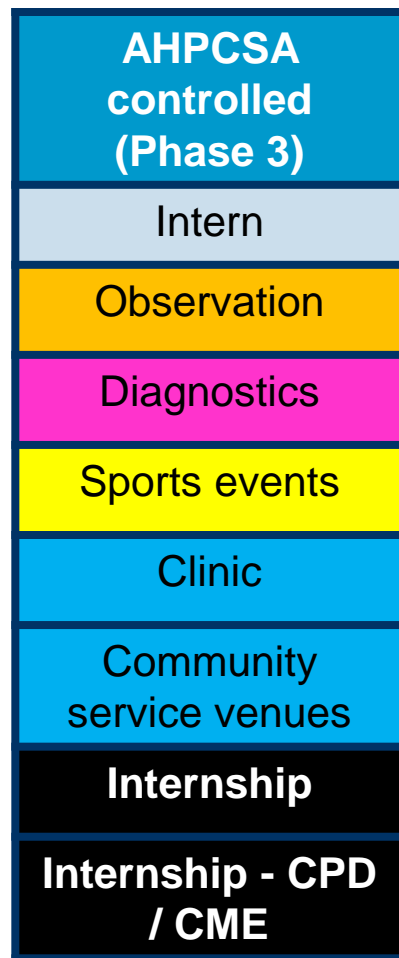 AHPCSA
controlled
(Phase 3)
Intern
Observation
Diagnostics
Sports events
Clinic
Community
service venues
Internship
Internship - CPD
/ CME